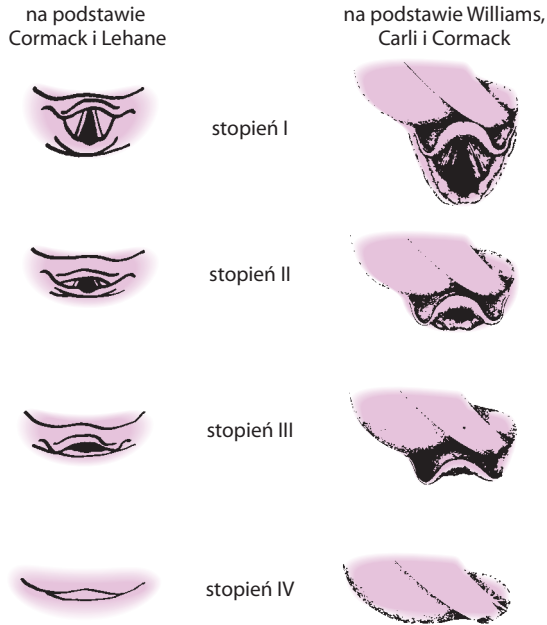 na podstawie
Cormack i Lehane
na podstawie Williams,
Carli i Cormack
stopień I
stopień II
stopień III
stopień IV